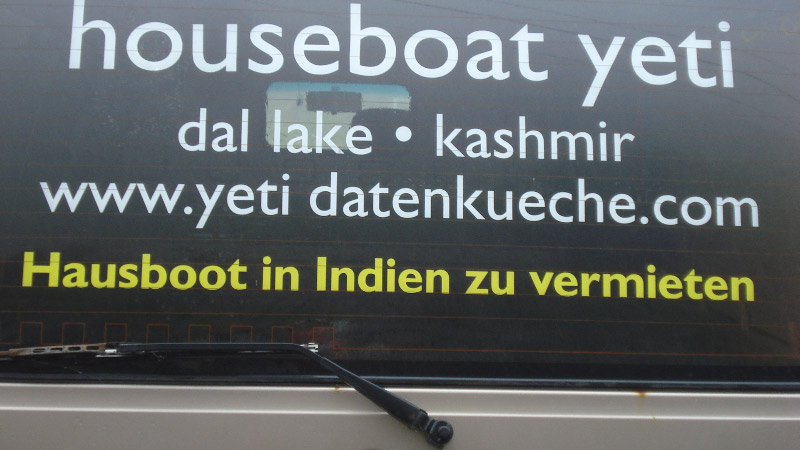 houseboat yeti
dal lake • kashmir
www.yeti datenkueche.com
Hausboot in Indien zu vermieten